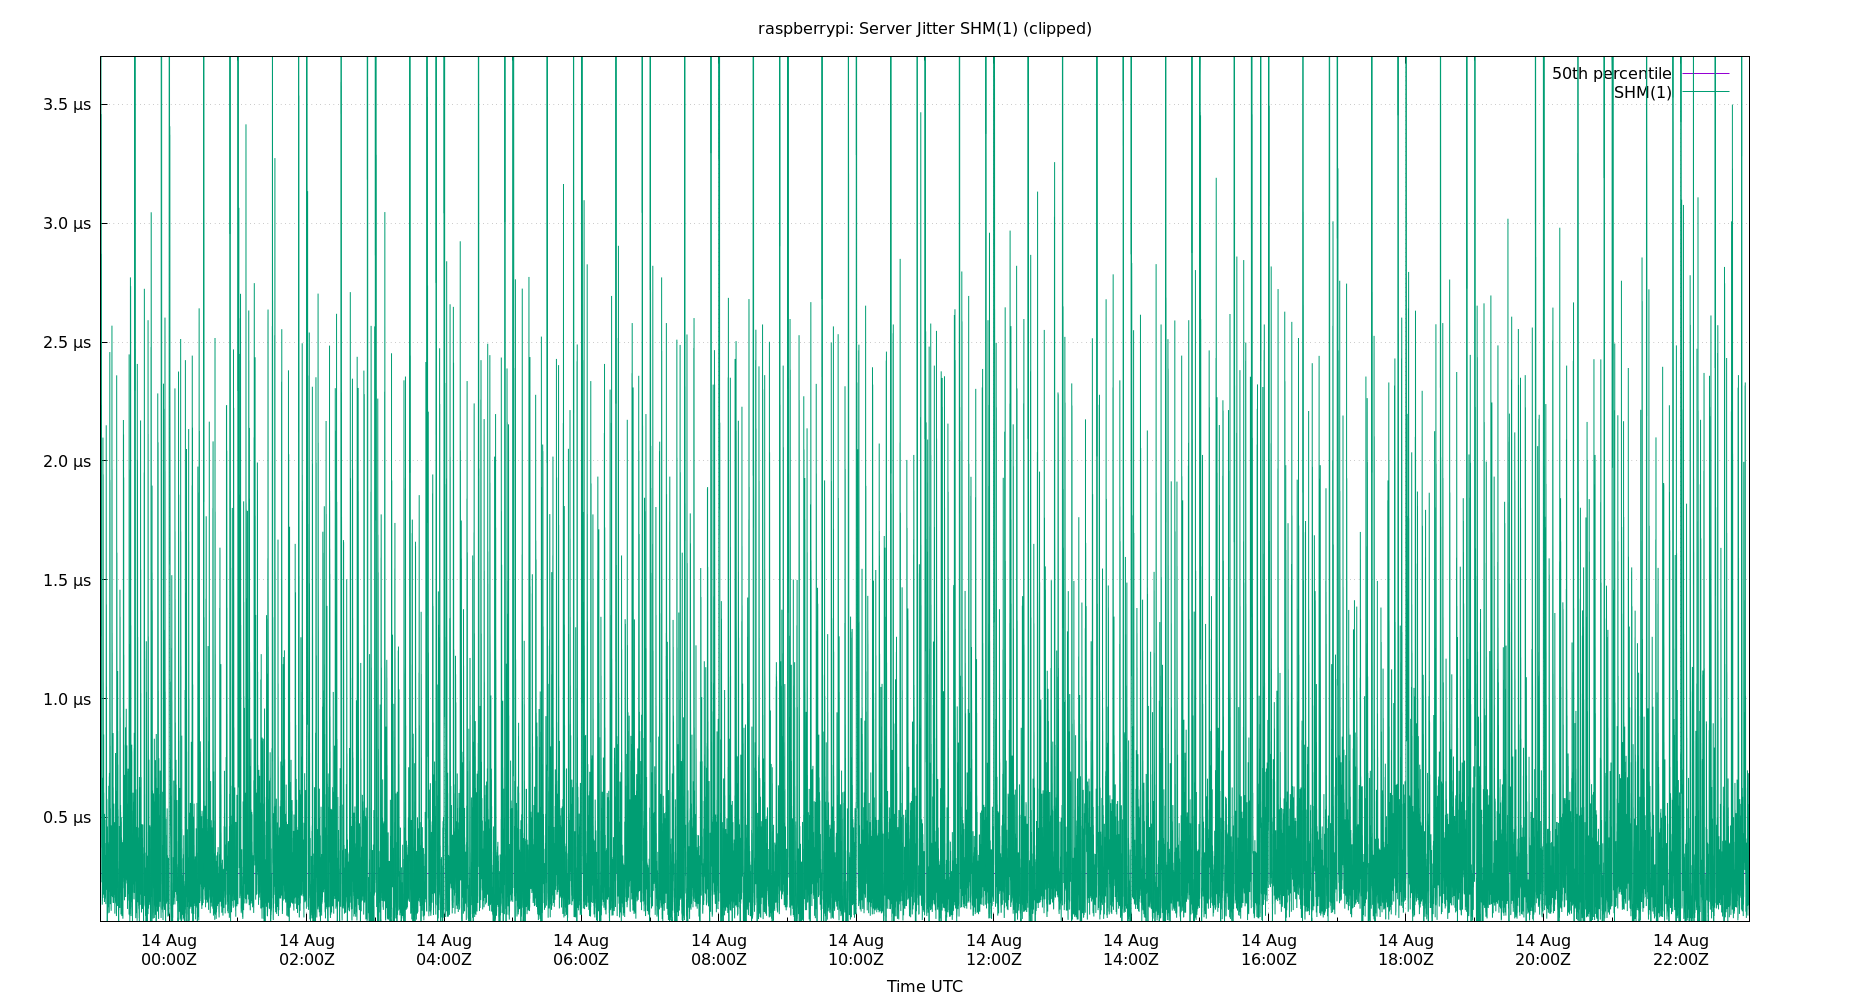 raspberrypi: Server Jitter SHM(1) (clipped)
50th percentile
SHM(1)
3.5 µs
3.0 µs
2.5 µs
2.0 µs
1.5 µs
1.0 µs
0.5 µs
14 Aug 14 Aug 14 Aug 14 Aug 14 Aug 14 Aug 14 Aug 14 Aug 14 Aug 14 Aug 14 Aug 14 Aug
00:00Z 02:00Z 04:00Z 06:00Z 08:00Z 10:00Z 12:00Z 14:00Z 16:00Z 18:00Z 20:00Z 22:00Z
Time UTC